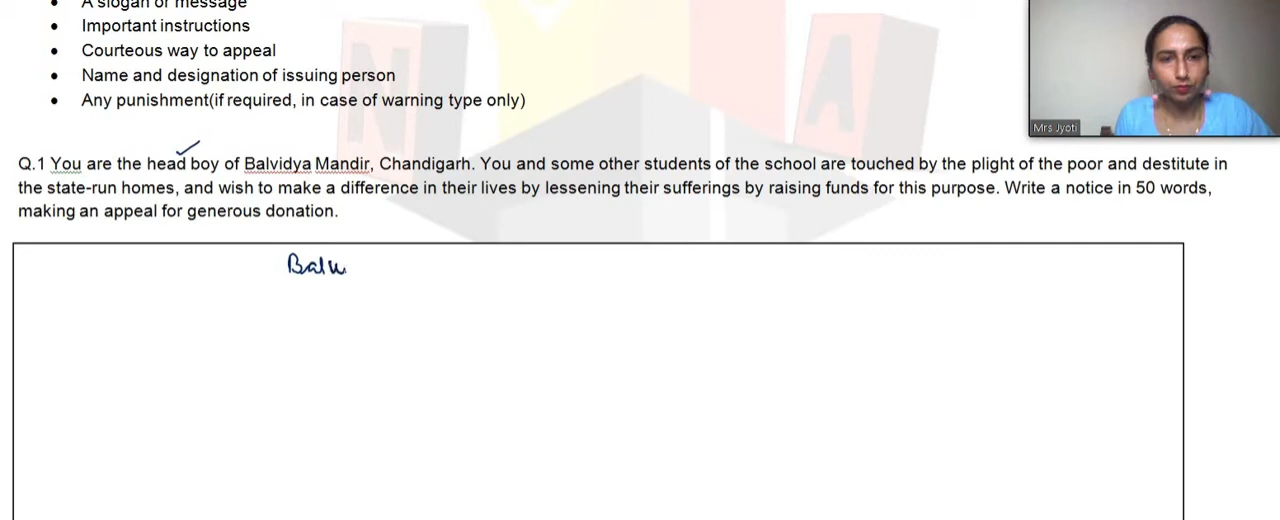 A slogan or message
• Important instructions
• Courteous way to appeal
• Name and designation of issuing person
• Any punishment(if required, in case of warning type only)
Mrs Jyoti
Q.1 You are the head boy of Balvidya Mandir, Chandigarh. You and some other students of the school are touched by the plight of the poor and destitute in
the state-run homes, and wish to make a difference in their lives by lessening their sufferings by raising funds for this purpose. Write a notice in 50 words,
making an appeal for generous donation.
N
A